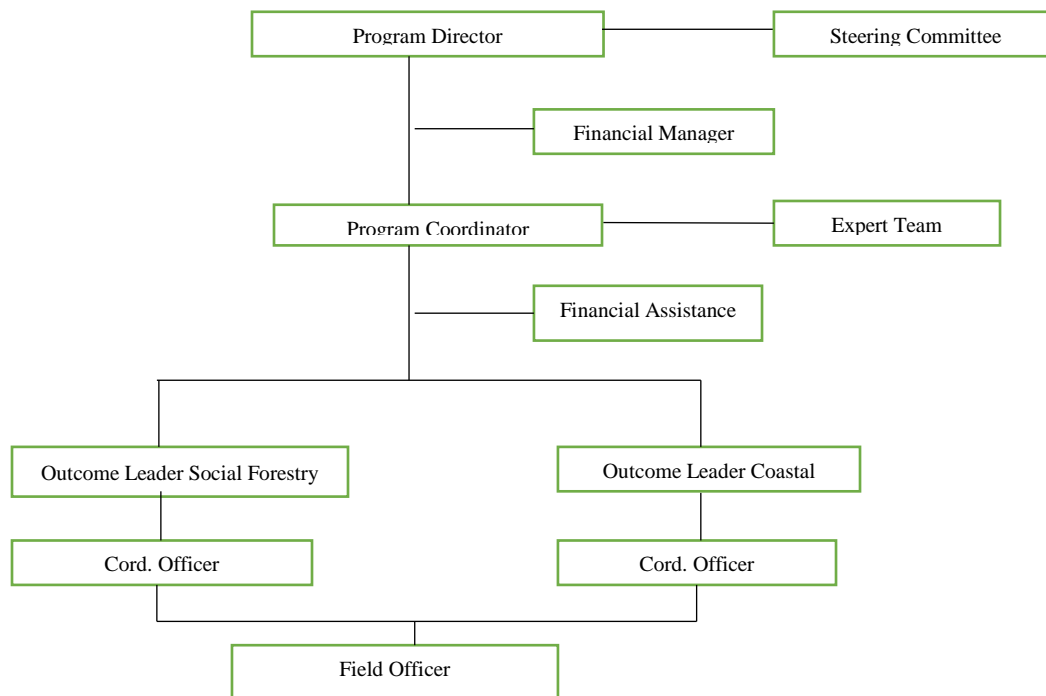 Program Director
Steering Committee
Financial Manager
Program Coordinator
Expert Team
Financial Assistance
Outcome Leader Social Forestry
Outcome Leader Coastal
Cord. Officer
Cord. Officer
Field Officer